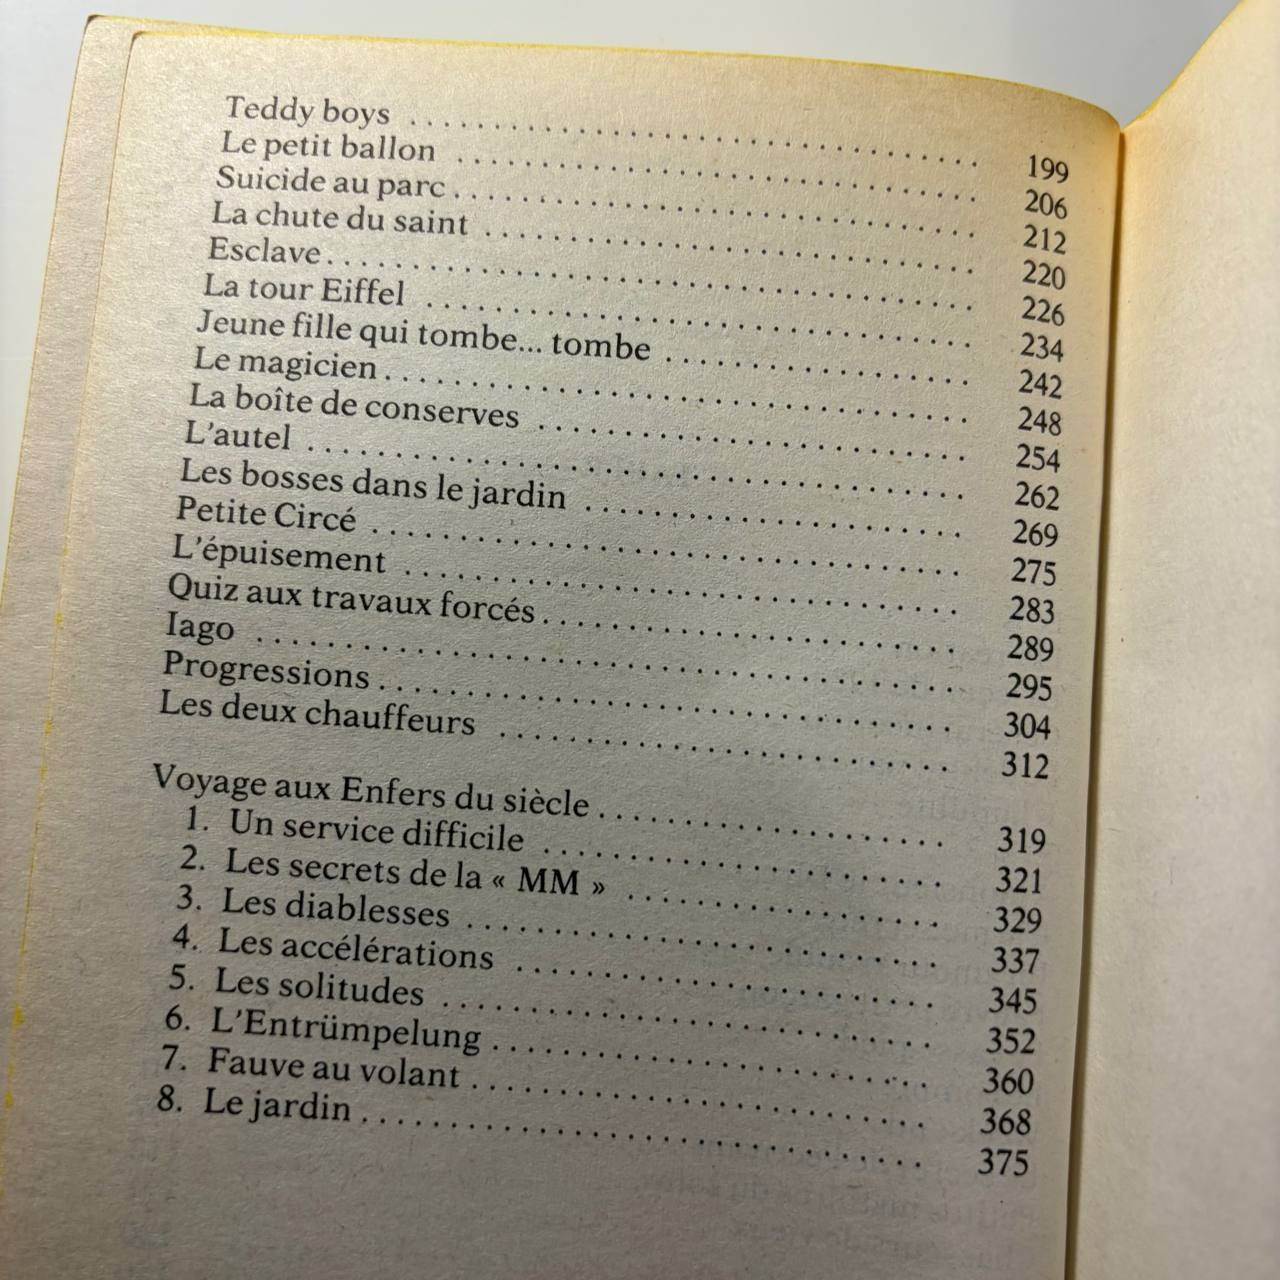 Teddy boys . . . . . . . . . . . . . . . . . . . . . . . . . . . . . . 199
Le petit ballon . . . . . . . . . . . . . . . . . . . . . . . . . . . 206
Suicide au parc . . . . . . . . . . . . . . . . . . . . . . . . . . . 212
La chute du saint . . . . . . . . . . . . . . . . . . . . . . . . . 220
Esclave . . . . . . . . . . . . . . . . . . . . . . . . . . . . . . . . . 226
La tour Eiffel . . . . . . . . . . . . . . . . . . . . . . . . . . . . 234
Jeune fille qui tombe... tombe . . . . . . . . . . . . . . 242
Le magicien . . . . . . . . . . . . . . . . . . . . . . . . . . . . . 248
La boîte de conserves . . . . . . . . . . . . . . . . . . . . . 254
L'autel . . . . . . . . . . . . . . . . . . . . . . . . . . . . . . . . . 262
Les bosses dans le jardin . . . . . . . . . . . . . . . . . . 269
Petite Circé . . . . . . . . . . . . . . . . . . . . . . . . . . . . . 275
L'épuisement . . . . . . . . . . . . . . . . . . . . . . . . . . . . 283
Quiz aux travaux forcés . . . . . . . . . . . . . . . . . . . 289
Iago . . . . . . . . . . . . . . . . . . . . . . . . . . . . . . . . . . . 295
Progressions . . . . . . . . . . . . . . . . . . . . . . . . . . . . 304
Les deux chauffeurs . . . . . . . . . . . . . . . . . . . . . . 312
Voyage aux Enfers du siècle . . . . . . . . . . . . . . . . 319
1. Un service difficile . . . . . . . . . . . . . . . . . . . . 321
2. Les secrets de la « MM » . . . . . . . . . . . . . . . . 329
3. Les diablesses . . . . . . . . . . . . . . . . . . . . . . . . 337
4. Les accélérations . . . . . . . . . . . . . . . . . . . . . . 345
5. Les solitudes . . . . . . . . . . . . . . . . . . . . . . . . . 352
6. L'Entrümpelung . . . . . . . . . . . . . . . . . . . . . . . 360
7. Fauve au volant . . . . . . . . . . . . . . . . . . . . . . . 368
8. Le jardin . . . . . . . . . . . . . . . . . . . . . . . . . . . . . 375